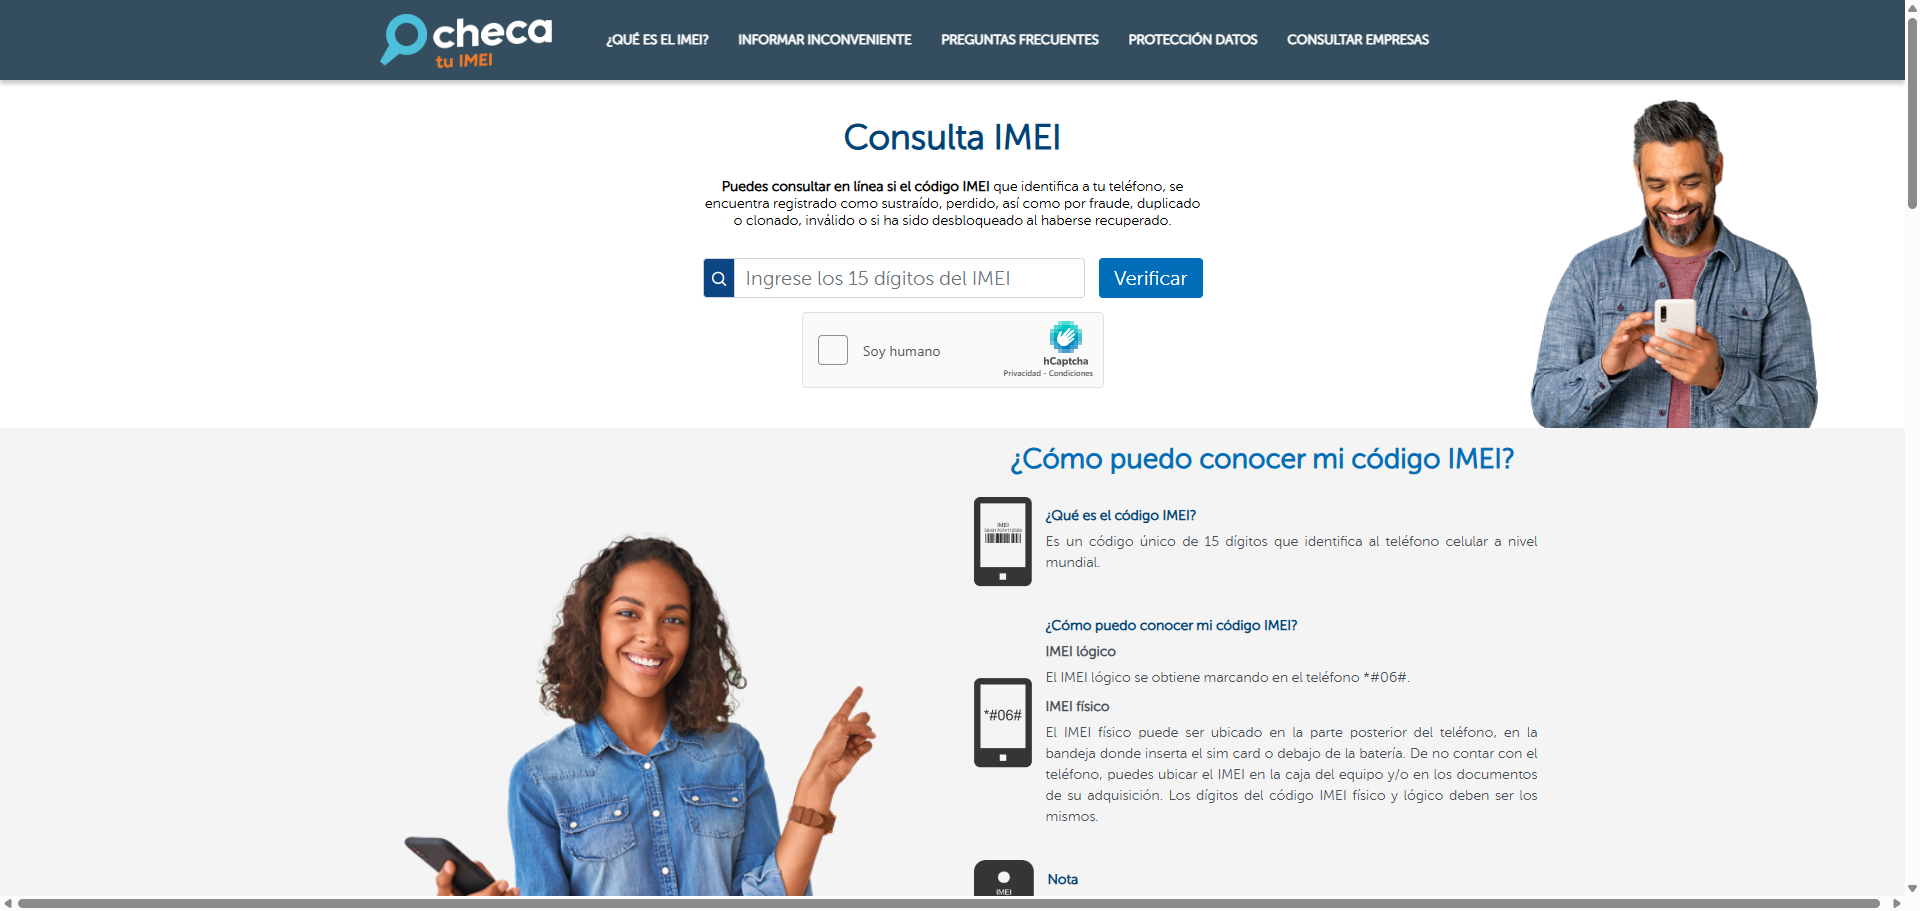 checa
tu IMEI
¿QUÉ ES EL IMEI?
INFORMAR INCONVENIENTE
PREGUNTAS FRECUENTES
PROTECCIÓN DATOS
CONSULTAR EMPRESAS
Consulta IMEI
Puedes consultar en línea si el código IMEI que identifica a tu teléfono, se
encuentra registrado como sustraído, perdido, así como por fraude, duplicado
o clonado, inválido o si ha sido desbloqueado al haberse recuperado.
Ingrese los 15 dígitos del IMEI
Verificar
Soy humano
hCaptcha
Privacidad - Condiciones
¿Cómo puedo conocer mi código IMEI?
IMEI
¿Qué es el código IMEI?
Es un código único de 15 dígitos que identifica al teléfono celular a nivel
mundial.
¿Cómo puedo conocer mi código IMEI?
IMEI lógico
El IMEI lógico se obtiene marcando en el teléfono *#06#.
*#06#
IMEI físico
El IMEI físico puede ser ubicado en la parte posterior del teléfono, en la
bandeja donde inserta el sim card o debajo de la batería. De no contar con el
teléfono, puedes ubicar el IMEI en la caja del equipo y/o en los documentos
de su adquisición. Los dígitos del código IMEI físico y lógico deben ser los
mismos.
IMEI
Nota